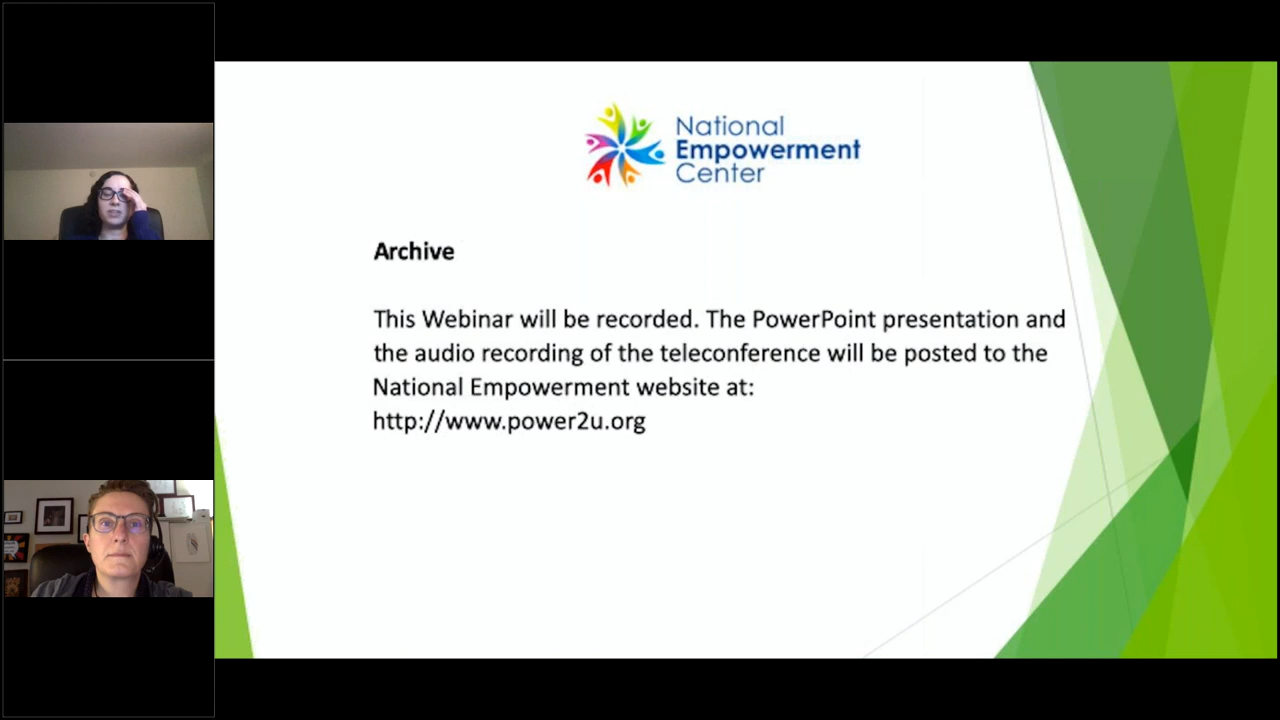 National
Empowerment
Center
Archive
This Webinar will be recorded. The PowerPoint presentation and
the audio recording of the teleconference will be posted to the
National Empowerment website at:
http://www.power2u.org